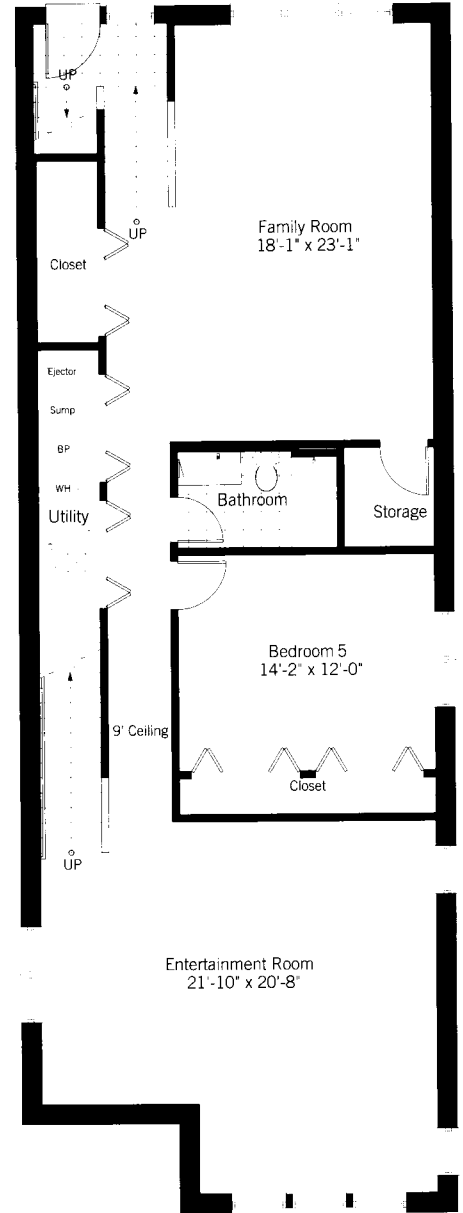 UP
UP
Family Room
18'-1" x 23'-1"
Closet
Ejector
Sump
BP
WH
Utility
Bathroom
Storage
Bedroom 5
14'-2" x 12'-0"
9' Ceiling
Closet
UP
Entertainment Room
21'-10" x 20'-8"